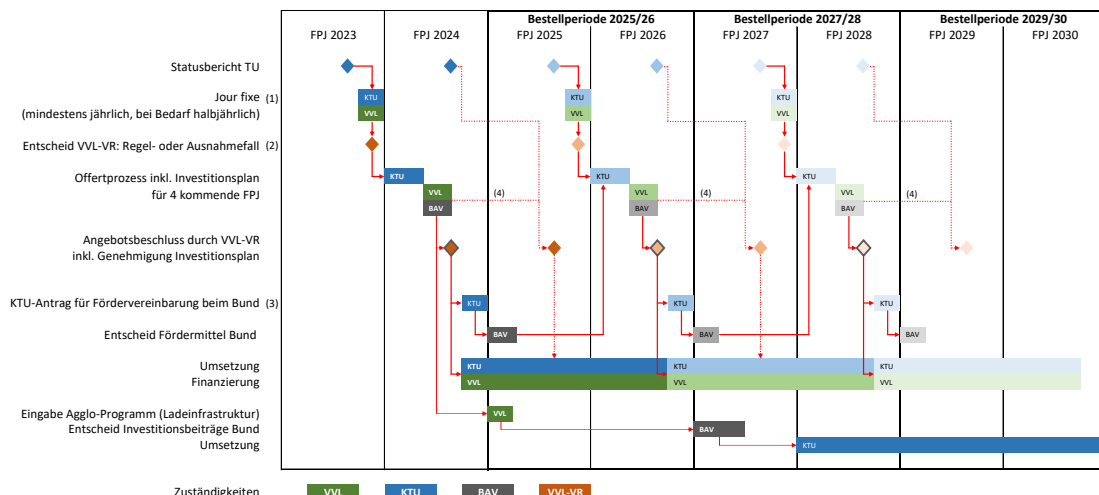 Bestellperiode 2025/26 Bestellperiode 2027/28 Bestellperiode 2029/30
FPJ 2023 FPJ 2024 FPJ 2025 FPJ 2026 FPJ 2027 FPJ 2028 FPJ 2029 FPJ 2030
Statusbericht TU
Jour fixe (1) KTU KTU KTU
(mindestens jährlich, bei Bedarf halbjährlich) VVL VVL VVL
Entscheid VVL-VR: Regel- oder Ausnahmefall (2)
Offertprozess inkl. Investitionsplan KTU KTU KTU
für 4 kommende FPJ VVL (4) VVL (4) VVL (4)
BAV BAV BAV
Angebotsbeschluss durch VVL-VR
inkl. Genehmigung Investitionsplan
KTU-Antrag für Fördervereinbarung beim Bund (3) KTU KTU KTU
Entscheid Fördermittel Bund BAV BAV BAV
Umsetzung KTU KTU KTU
Finanzierung VVL VVL VVL
Eingabe Agglo-Programm (Ladeinfrastruktur) VVL
Entscheid Investitionsbeiträge Bund BAV
Umsetzung KTU
Zuständigkeiten VVL KTU BAV VVL-VR